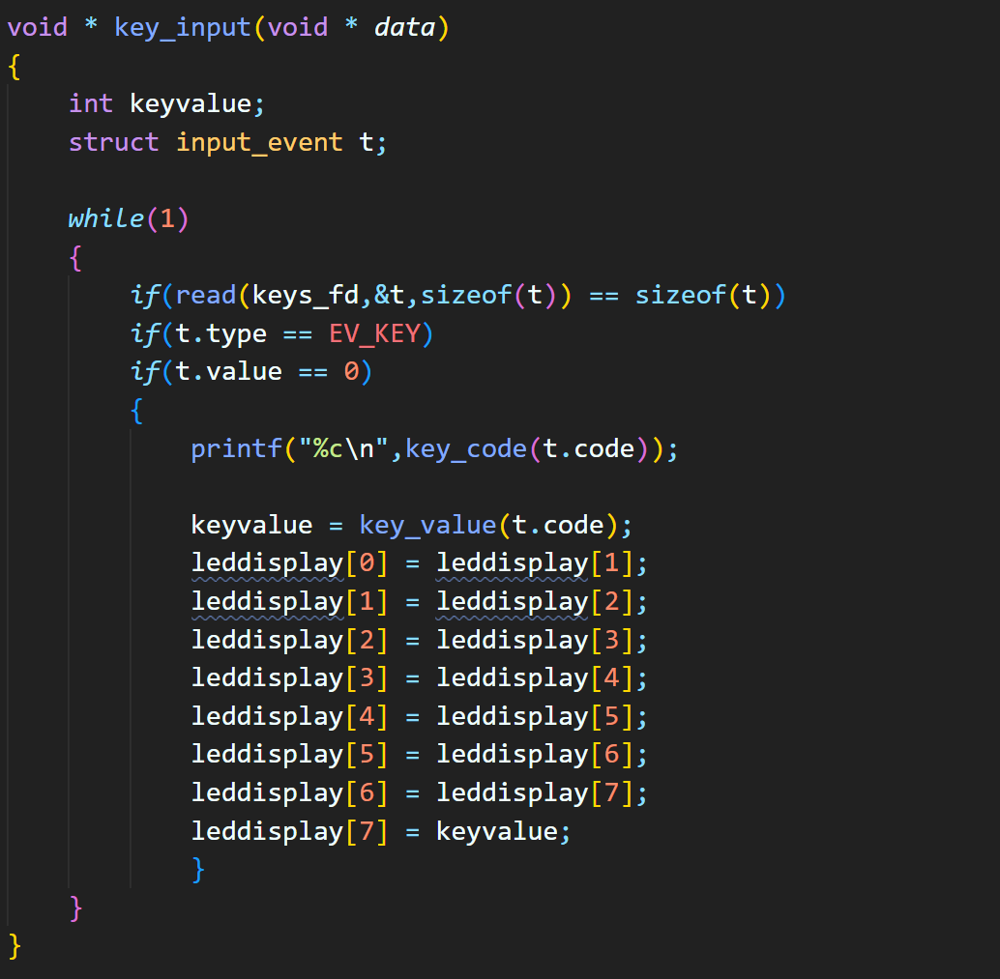 void * key_input(void * data)
{
    int keyvalue;
    struct input_event t;

    while(1)
    {
        if(read(keys_fd,&t,sizeof(t)) == sizeof(t))
        if(t.type == EV_KEY)
        if(t.value == 0)
        {
            printf("%c\n",key_code(t.code));

            keyvalue = key_value(t.code);
            leddisplay[0] = leddisplay[1];
            leddisplay[1] = leddisplay[2];
            leddisplay[2] = leddisplay[3];
            leddisplay[3] = leddisplay[4];
            leddisplay[4] = leddisplay[5];
            leddisplay[5] = leddisplay[6];
            leddisplay[6] = leddisplay[7];
            leddisplay[7] = keyvalue;
            }
    }
}